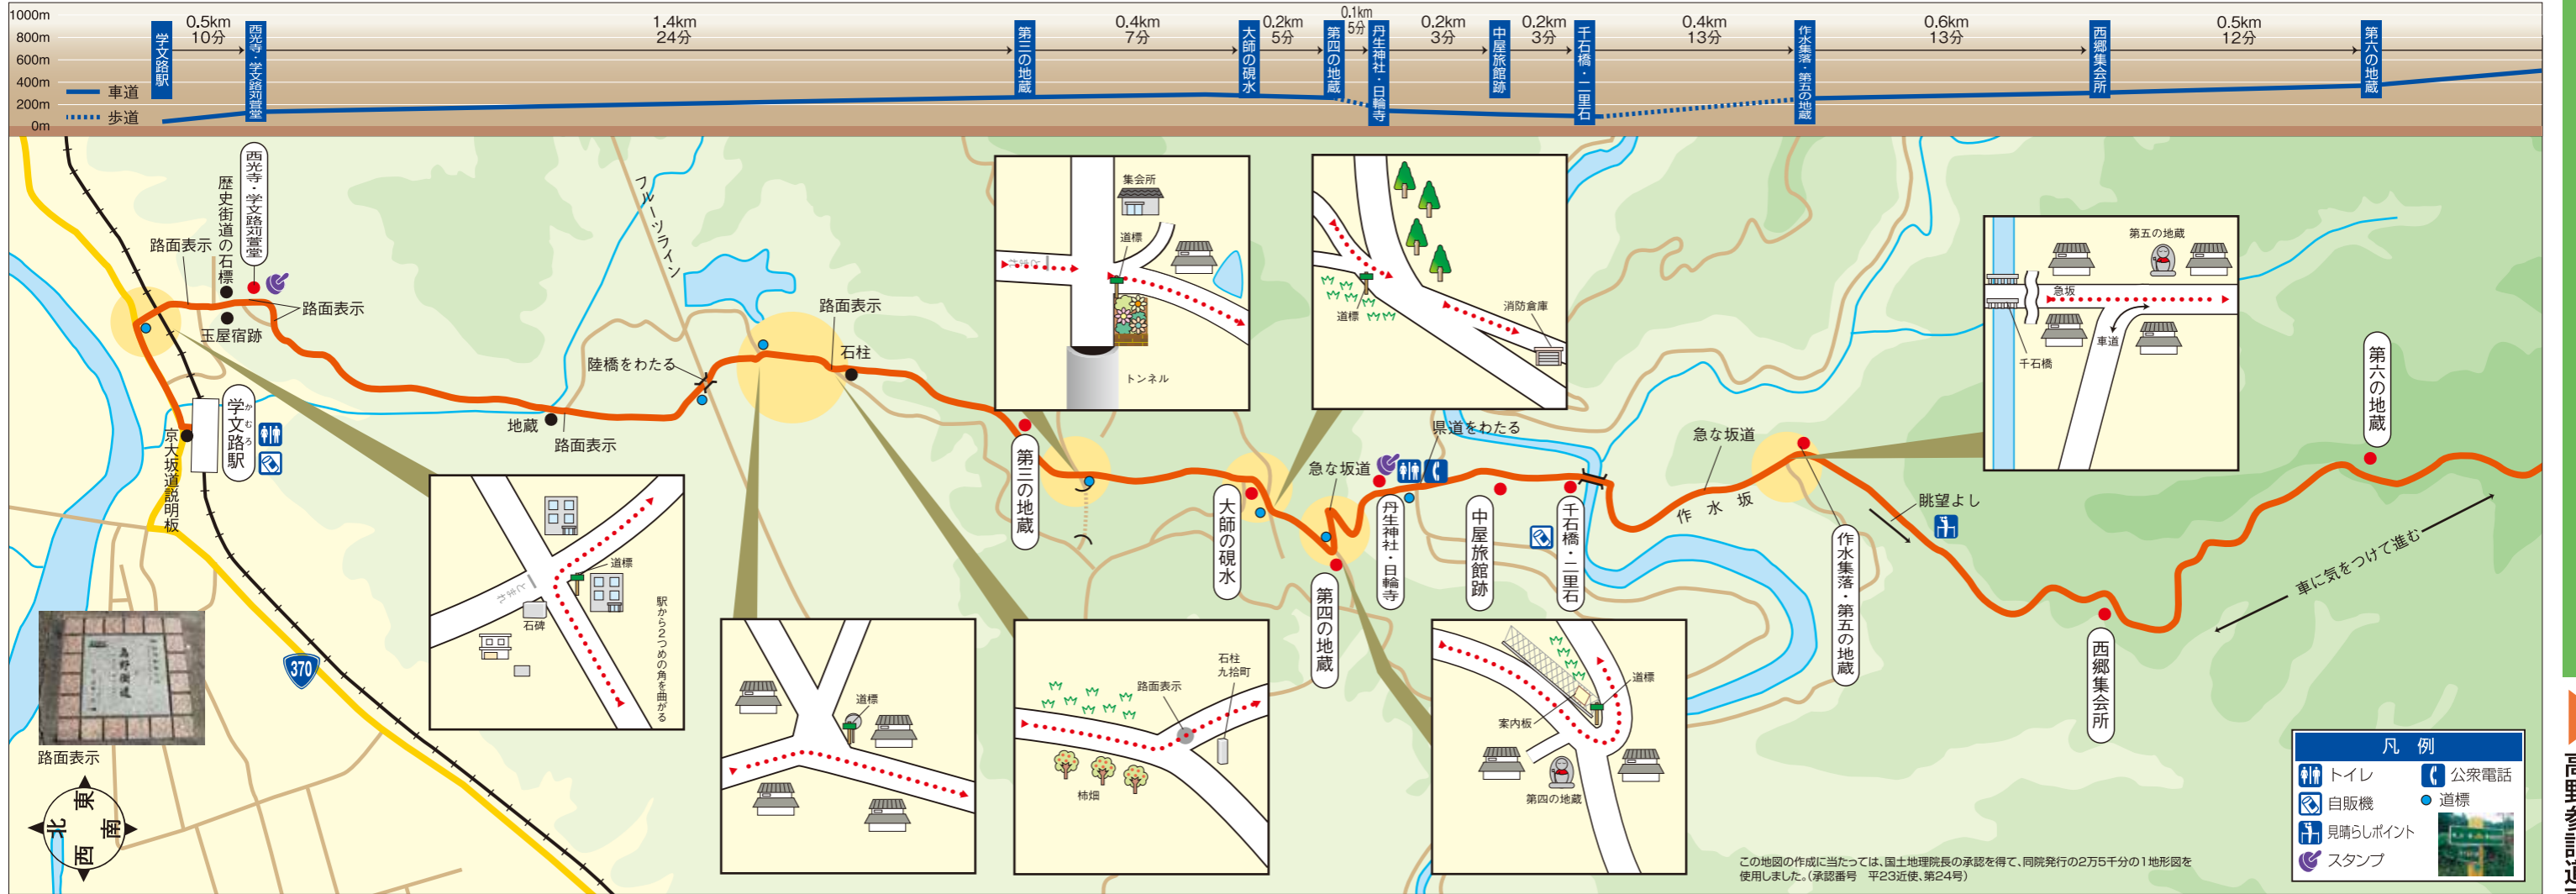 1000m
800m
600m
400m
200m
0m
車道
歩道
学文路駅
0.5km
10分
西光寺・学文路苅萱堂
1.4km
24分
第三の地蔵
0.4km
7分
大師の硯水
0.2km
5分
第四の地蔵
0.1km
5分
丹生神社・日輪寺
0.2km
3分
中屋旅館跡
0.2km
3分
千石橋・二里石
0.4km
13分
作水集落・第五の地蔵
0.6km
13分
西郷集会所
0.5km
12分
第六の地蔵
西光寺・学文路苅萱堂
歴史街道の石標
路面表示
路面表示
玉屋宿跡
学文路駅
かむろ
京大坂道説明板
フルーツライン
陸橋をわたる
地蔵
路面表示
路面表示
石柱
第三の地蔵
大師の硯水
第四の地蔵
急な坂道
丹生神社・日輪寺
県道をわたる
中屋旅館跡
千石橋・二里石
急な坂道
作水坂
作水集落・第五の地蔵
眺望よし
西郷集会所
車に気をつけて進む
第六の地蔵
集会所
道標
とまれ
トンネル
道標
消防倉庫
第五の地蔵
急坂
車道
千石橋
道標
とまれ
石碑
駅から2つめの角を曲がる
道標
石柱
九拾町
路面表示
柿畑
道標
案内板
第四の地蔵
370
高野街道
路面表示
東
北
南
西
凡 例
トイレ
公衆電話
自販機
道標
見晴らしポイント
スタンプ
この地図の作成に当たっては、国土地理院長の承認を得て、同院発行の2万5千分の1地形図を
使用しました。(承認番号 平23近使、第24号)
高野参詣道